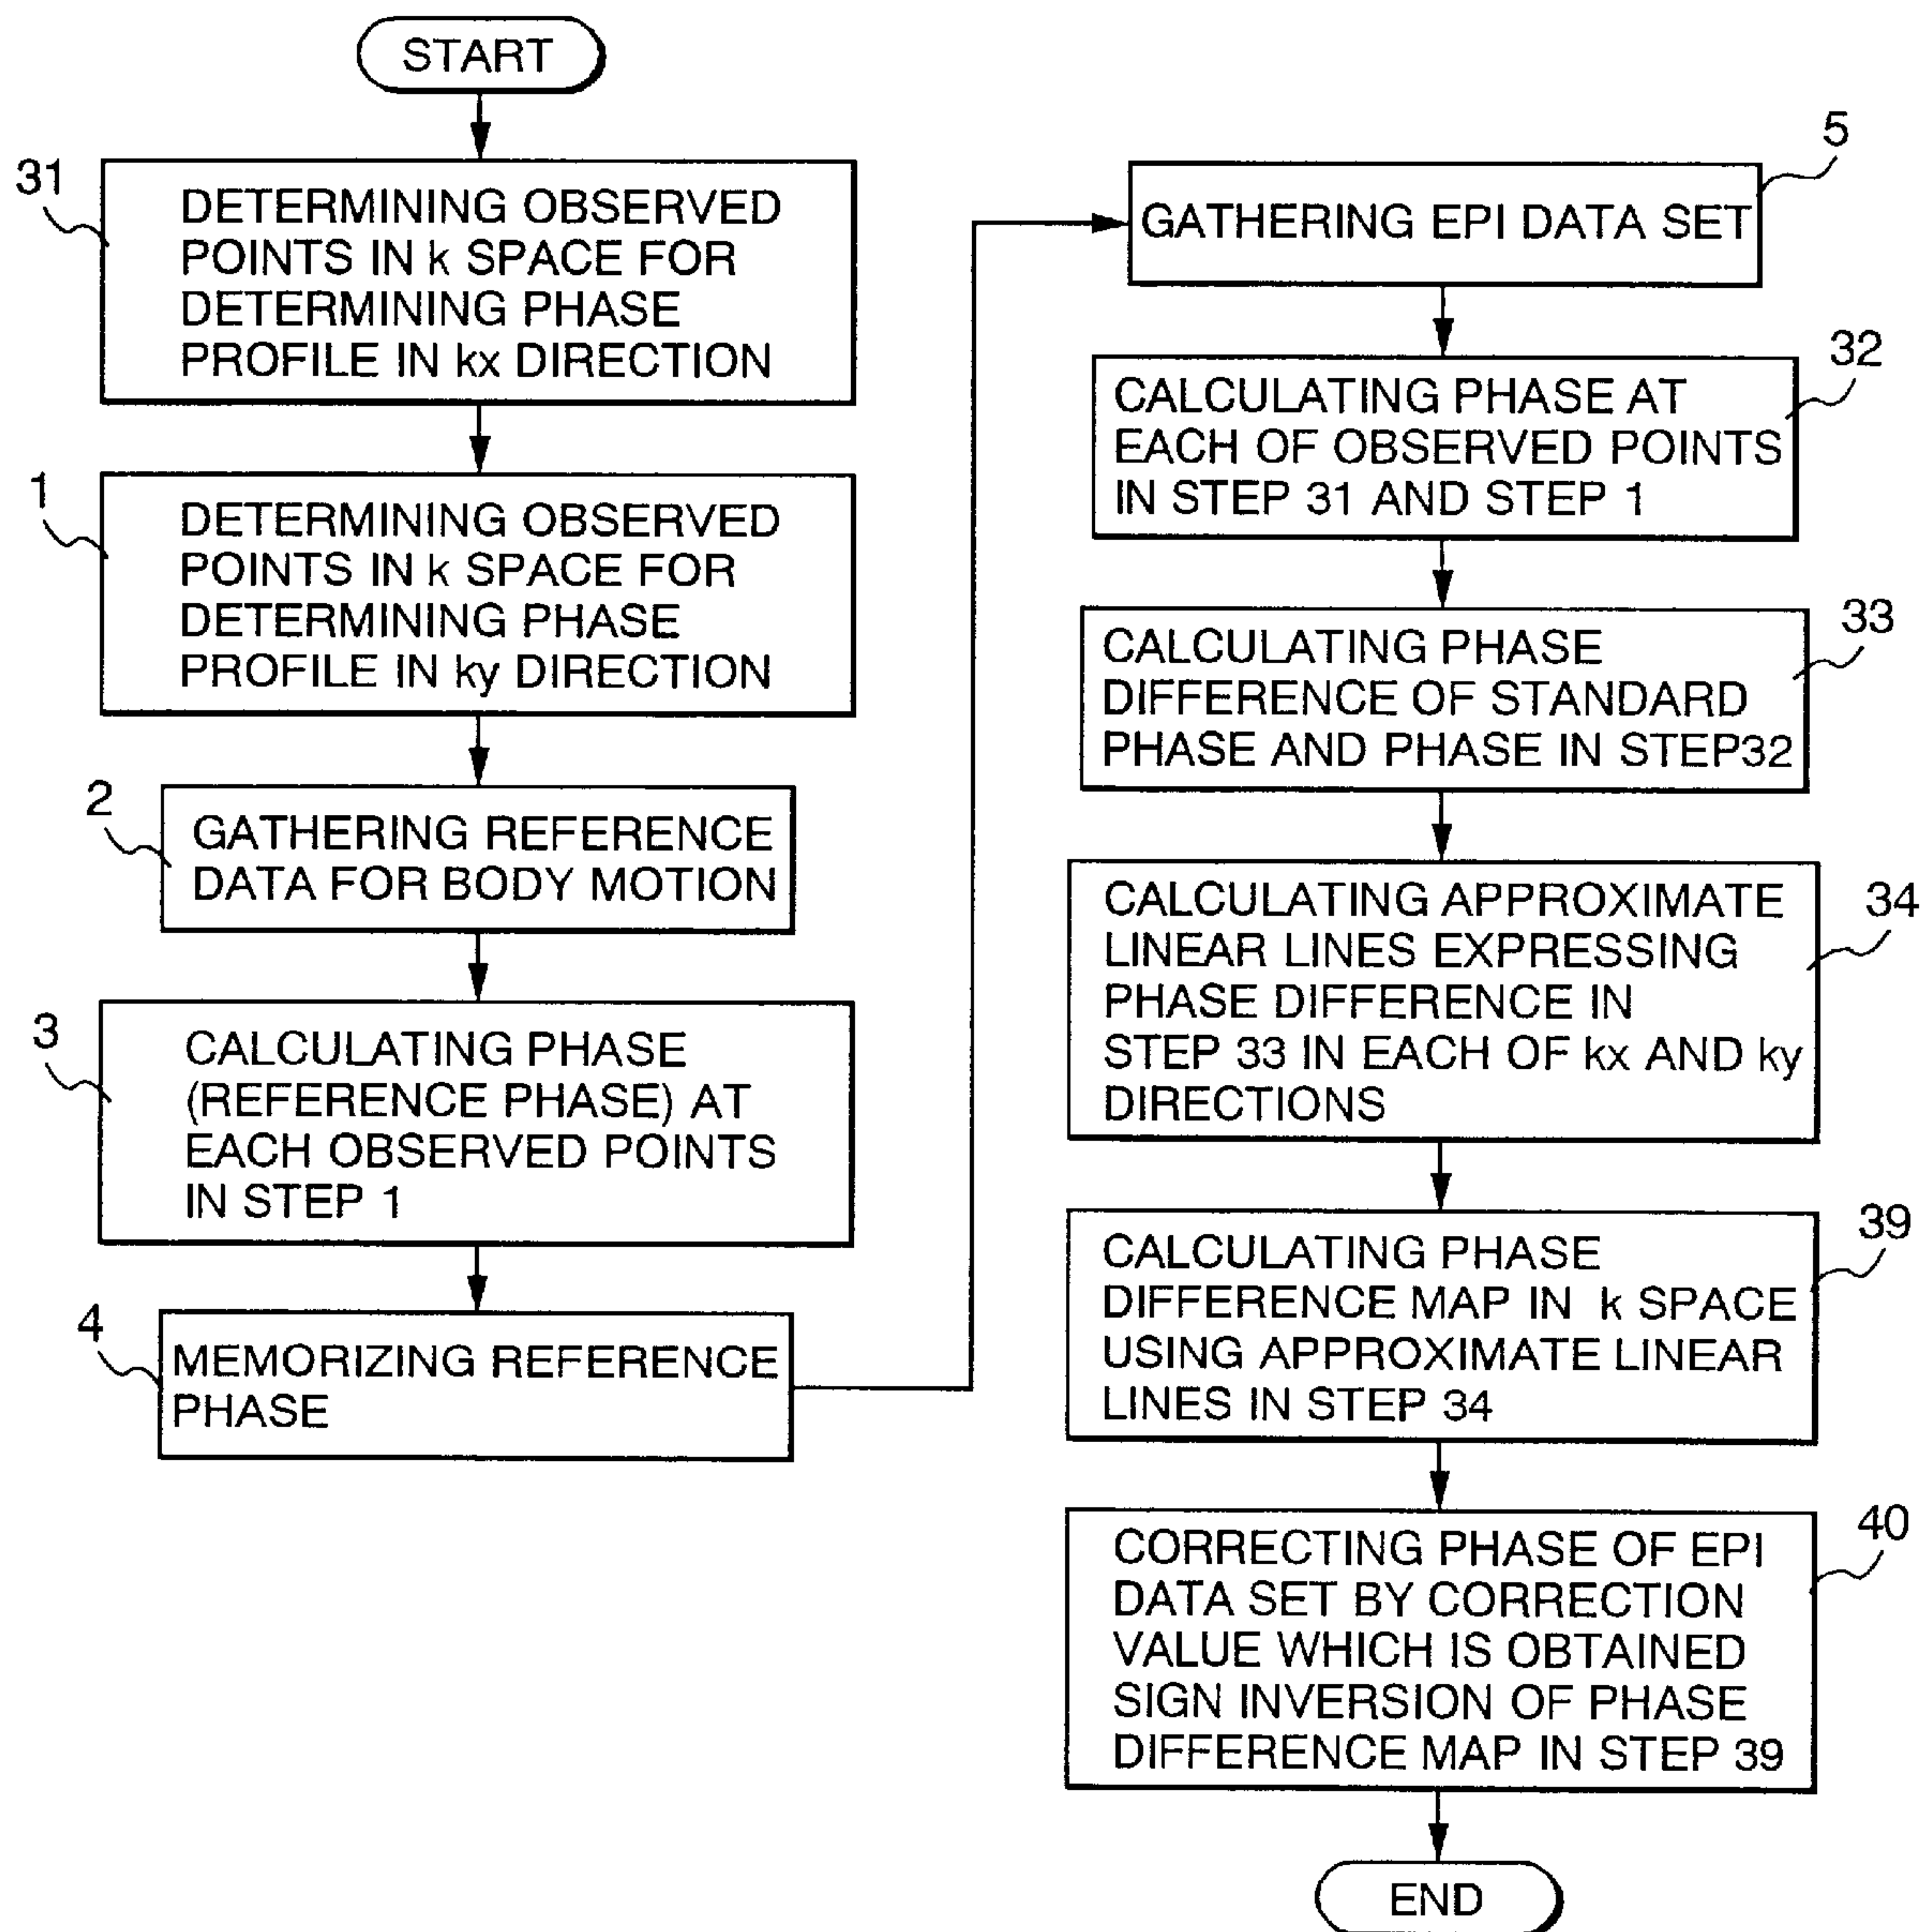 START
31
DETERMINING OBSERVED
POINTS IN k SPACE FOR
DETERMINING PHASE
PROFILE IN kx DIRECTION
1
DETERMINING OBSERVED
POINTS IN k SPACE FOR
DETERMINING PHASE
PROFILE IN ky DIRECTION
2
GATHERING REFERENCE
DATA FOR BODY MOTION
3
CALCULATING PHASE
(REFERENCE PHASE) AT
EACH OBSERVED POINTS
IN STEP 1
4
MEMORIZING REFERENCE
PHASE
5
GATHERING EPI DATA SET
32
CALCULATING PHASE AT
EACH OF OBSERVED POINTS
IN STEP 31 AND STEP 1
33
CALCULATING PHASE
DIFFERENCE OF STANDARD
PHASE AND PHASE IN STEP32
34
CALCULATING APPROXIMATE
LINEAR LINES EXPRESSING
PHASE DIFFERENCE IN
STEP 33 IN EACH OF kx AND ky
DIRECTIONS
39
CALCULATING PHASE
DIFFERENCE MAP IN k SPACE
USING APPROXIMATE LINEAR
LINES IN STEP 34
40
CORRECTING PHASE OF EPI
DATA SET BY CORRECTION
VALUE WHICH IS OBTAINED
SIGN INVERSION OF PHASE
DIFFERENCE MAP IN STEP 39
END